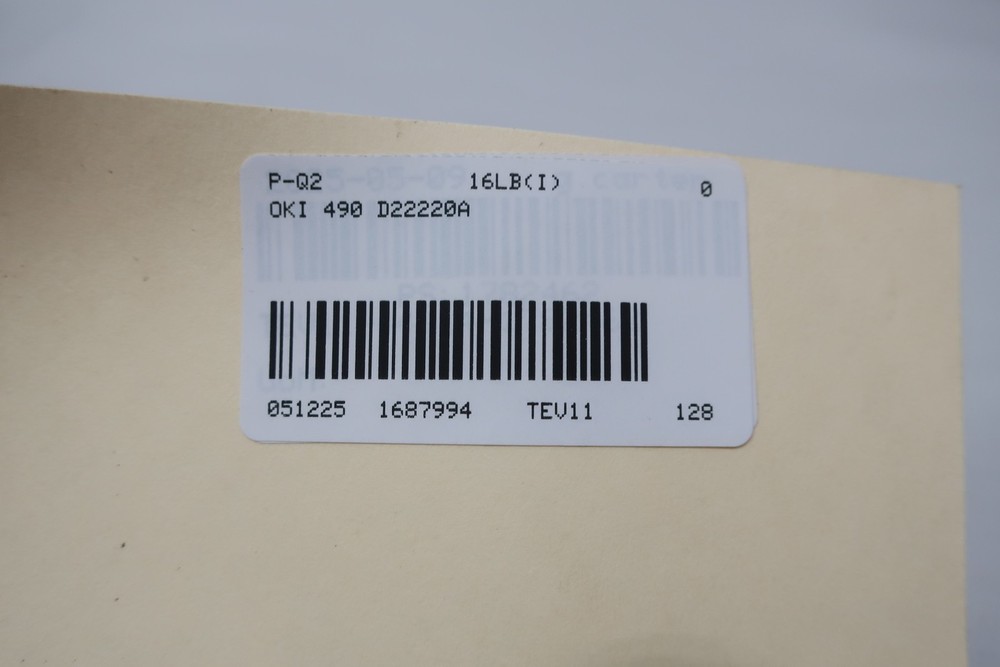 P-Q2 16LB(I) 0
OKI 490 D22220A
051225 1687994 TEV11 128